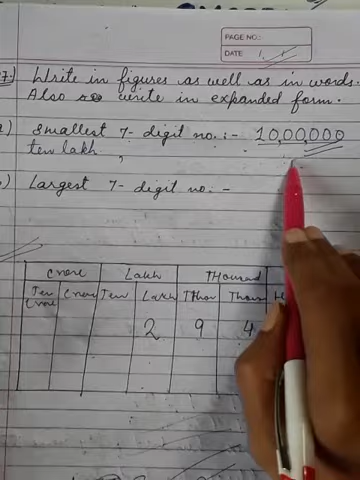 PAGE NO.:
DATE / /
Write in figures as well as in words.
Also write in expanded form.
Smallest 7-digit no.:- 10,00,000
ten lakh,
Largest 7-digit no. -
Crore Lakh Thousand
Ten Crore Crore Ten Lakh Thou Thous
2 9 4